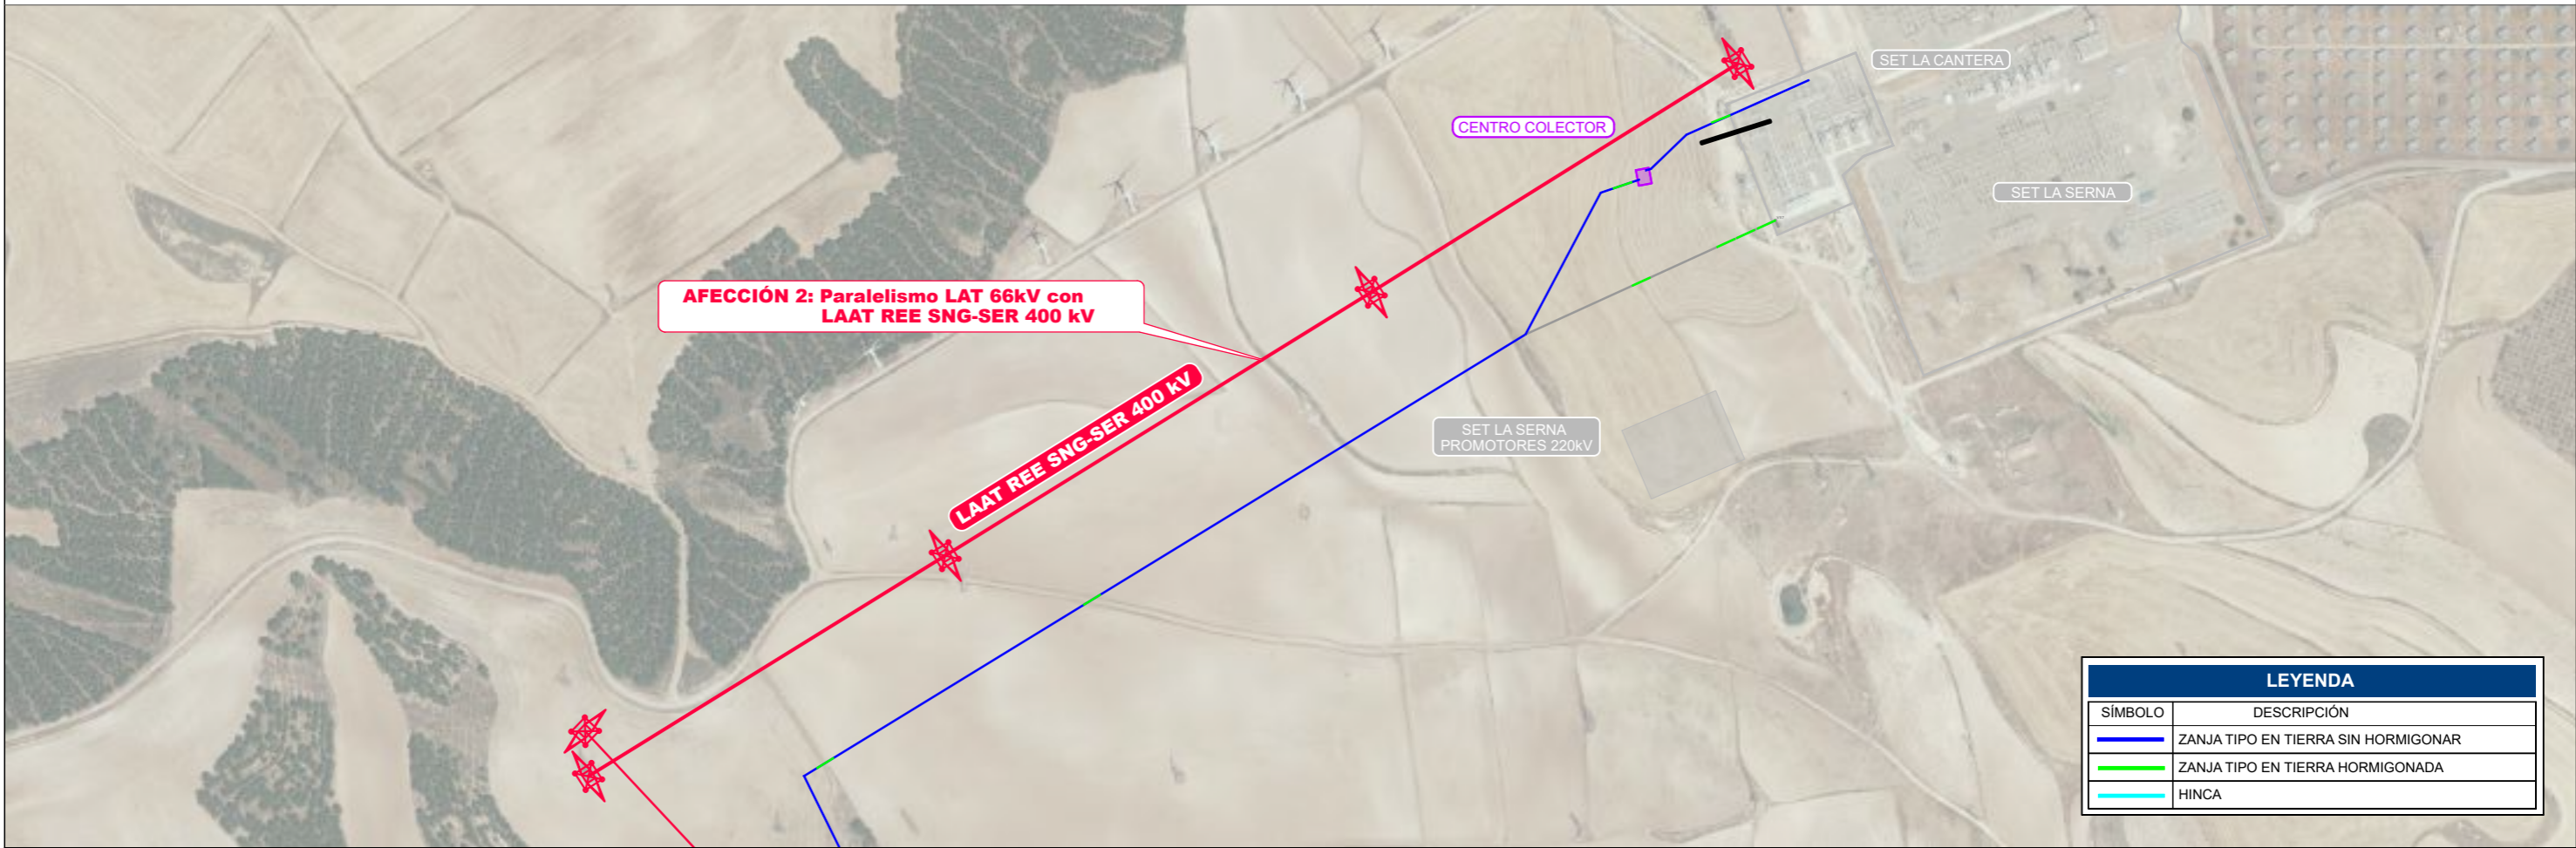 SET LA CANTERA
CENTRO COLECTOR
SET LA SERNA
AFECCIÓN 2: Paralelismo LAT 66kV con
LAAT REE SNG-SER 400 kV
LAAT REE SNG-SER 400 kV
SET LA SERNA
PROMOTORES 220kV
LEYENDA
SÍMBOLO DESCRIPCIÓN
ZANJA TIPO EN TIERRA SIN HORMIGONAR
ZANJA TIPO EN TIERRA HORMIGONADA
HINCA